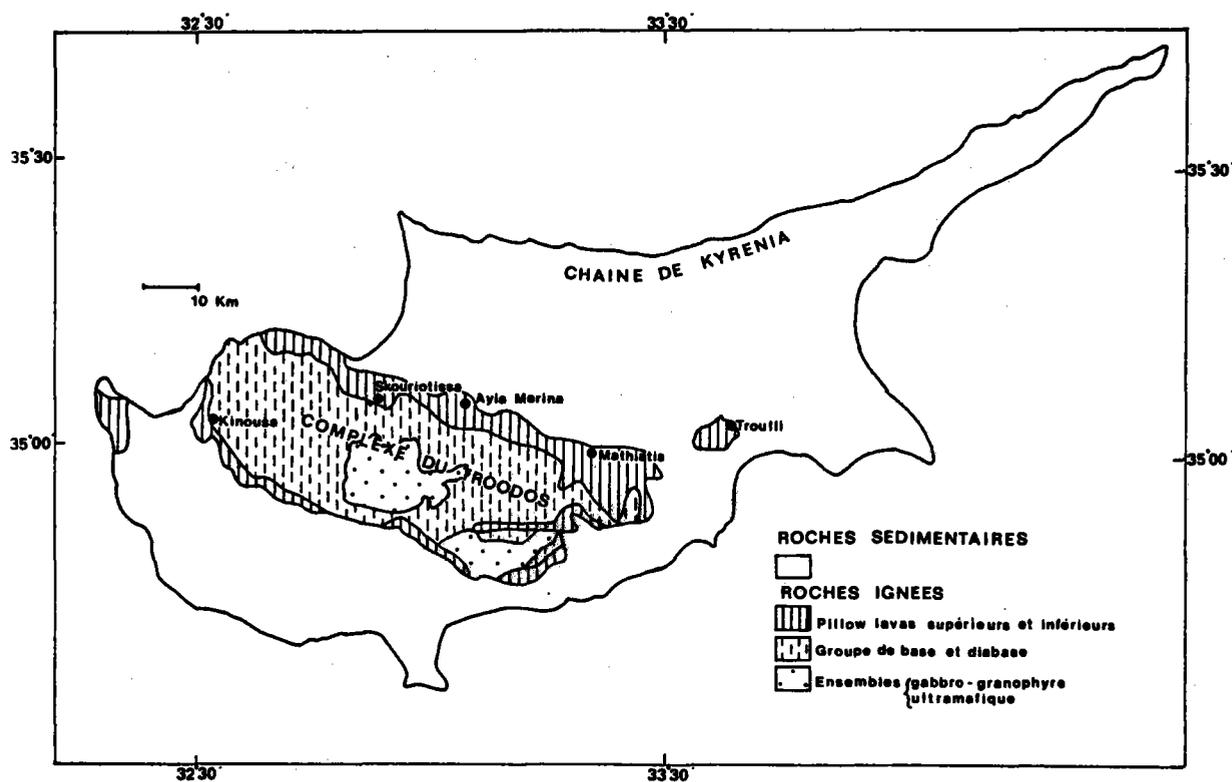 32°30'
33°30'
35°30'
35°30'
CHAINE DE KYRENIA
10 Km
Skouriotissa
Ayia Marina
Kinousa
COMPLEXE DU TROODOS
Troulli
Mathiatis
35°00'
35°00'
ROCHES SEDIMENTAIRES
ROCHES IGNEES
Pillow lavas supérieurs et inférieurs
Groupe de base et diabase
Ensembles {gabbro-granophyre
ultramafique
32°30'
33°30'